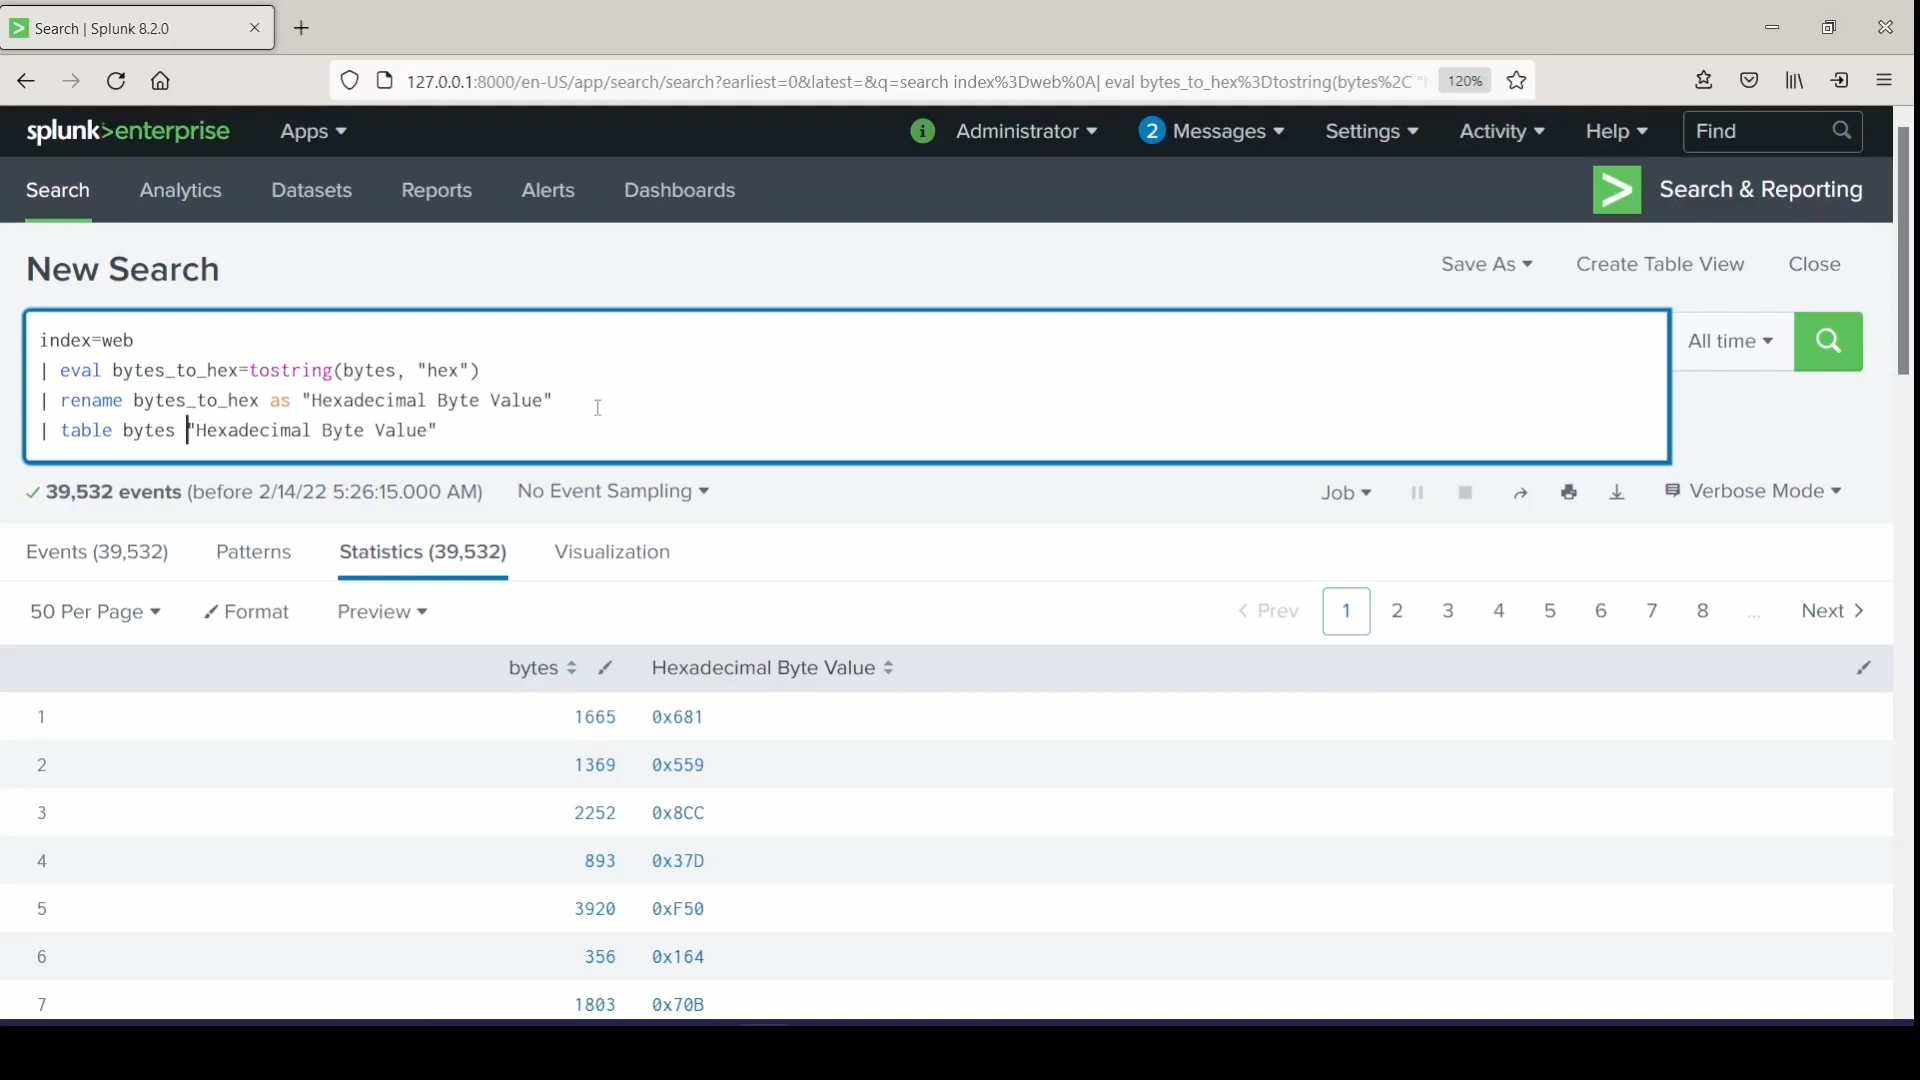 Search | Splunk 8.2.0
127.0.0.1:8000/en-US/app/search/search?earliest=0&latest=&q=search index%3Dweb%0A| eval bytes_to_hex%3Dtostring(bytes%2C "
120%
splunk>enterprise Apps Administrator 2 Messages Settings Activity Help Find
Search Analytics Datasets Reports Alerts Dashboards Search & Reporting
New Search Save As Create Table View Close
index=web
| eval bytes_to_hex=tostring(bytes, "hex")
| rename bytes_to_hex as "Hexadecimal Byte Value"
| table bytes "Hexadecimal Byte Value"
All time
39,532 events (before 2/14/22 5:26:15.000 AM) No Event Sampling Job Verbose Mode
Events (39,532) Patterns Statistics (39,532) Visualization
50 Per Page Format Preview < Prev 1 2 3 4 5 6 7 8 ... Next >
bytes Hexadecimal Byte Value
1 1665 0x681
2 1369 0x559
3 2252 0x8CC
4 893 0x37D
5 3920 0xF50
6 356 0x164
7 1803 0x70B